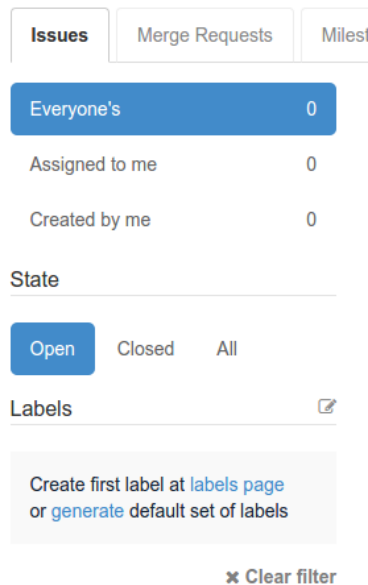 Issues Merge Requests Milest
Everyone's 0
Assigned to me 0
Created by me 0
State
Open Closed All
Labels
Create first label at labels page
or generate default set of labels
✖ Clear filter